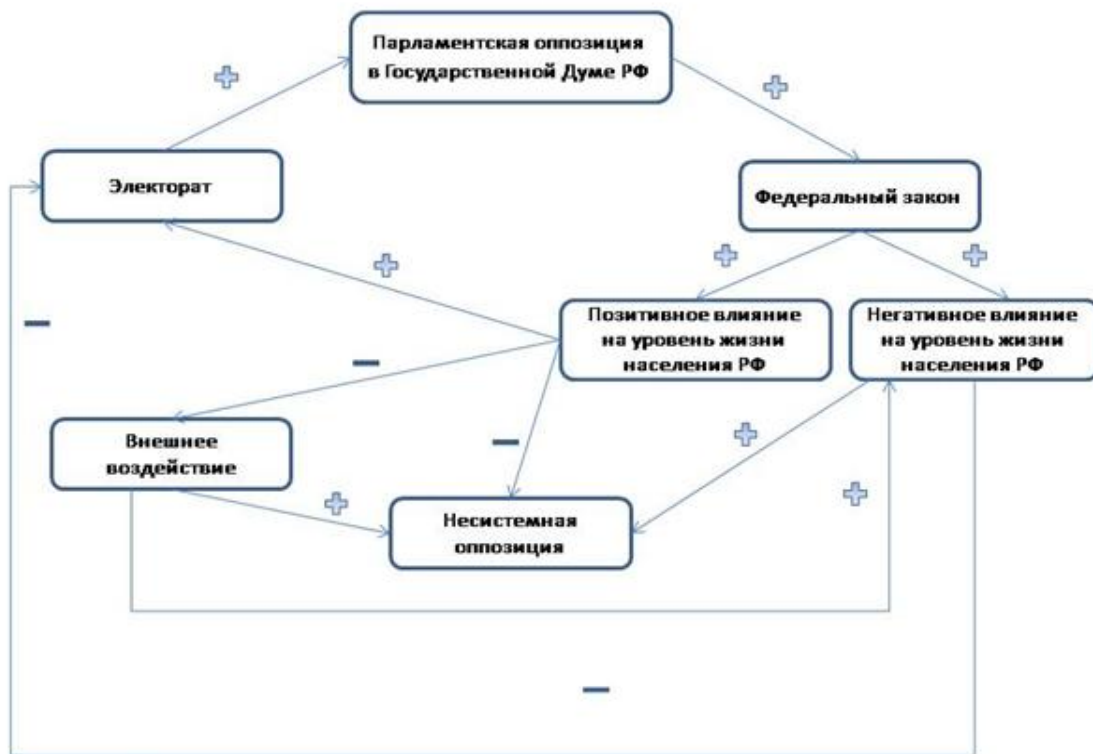 Парламентская оппозиция
в Государственной Думе РФ
Электорат
Федеральный закон
Позитивное влияние
на уровень жизни
населения РФ
Негативное влияние
на уровень жизни
населения РФ
Внешнее
воздействие
Несистемная
оппозиция